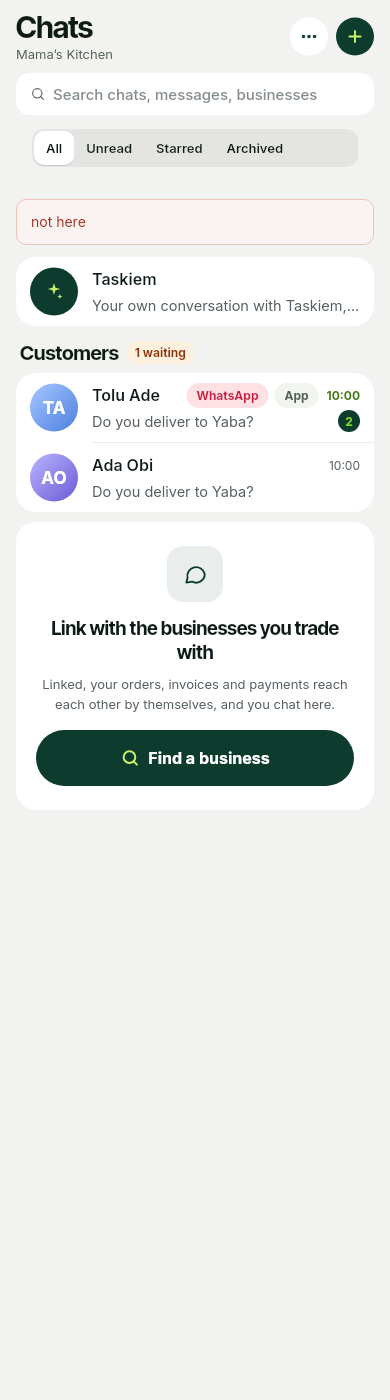 Chats
Mama's Kitchen
Search chats, messages, businesses
All Unread Starred Archived
not here
Taskiem
Your own conversation with Taskiem,...
Customers 1 waiting
Tolu Ade WhatsApp App 10:00
TA
Do you deliver to Yaba? 2
Ada Obi 10:00
AO
Do you deliver to Yaba?
Link with the businesses you trade
with
Linked, your orders, invoices and payments reach
each other by themselves, and you chat here.
Find a business